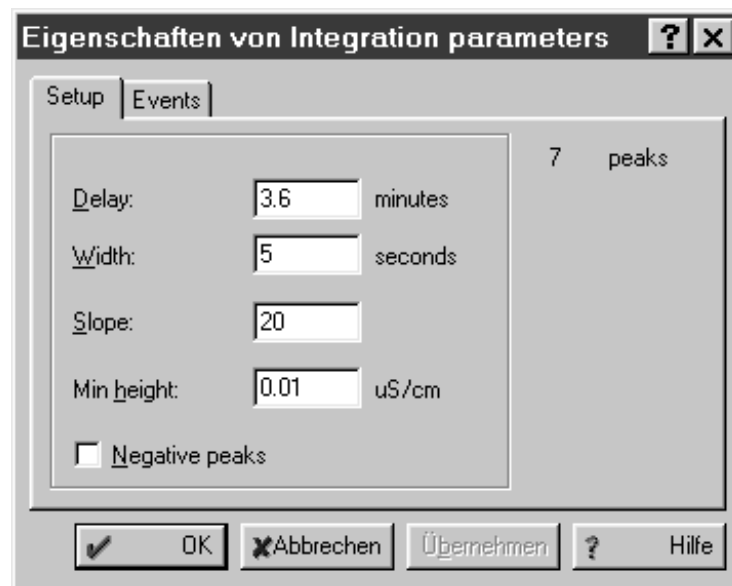 Eigenschaften von Integration parameters
Setup Events
7 peaks
Delay: 3.6 minutes
Width: 5 seconds
Slope: 20
Min height: 0.01 uS/cm
Negative peaks
OK Abbrechen Übernehmen Hilfe